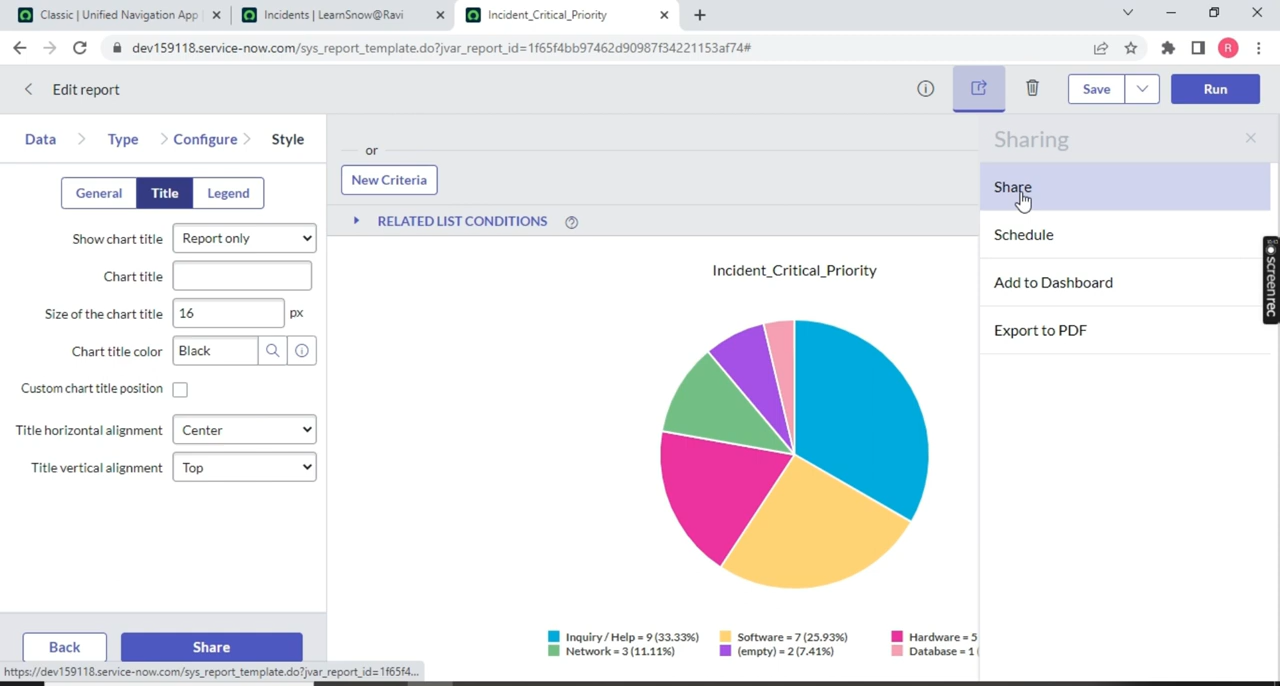 Classic | Unified Navigation App
Incidents | LearnSnow@Ravi
Incident_Critical_Priority
dev159118.service-now.com/sys_report_template.do?jvar_report_id=1f65f4bb97462d90987f34221153af74#
R
Edit report
Save
Run
Data
Type
Configure
Style
General
Title
Legend
Show chart title
Report only
Chart title
Size of the chart title
16
px
Chart title color
Black
Custom chart title position
Title horizontal alignment
Center
Title vertical alignment
Top
Back
Share
https://dev159118.service-now.com/sys_report_template.do?jvar_report_id=1f65f4...
or
New Criteria
RELATED LIST CONDITIONS
Incident_Critical_Priority
Inquiry / Help = 9 (33.33%)
Software = 7 (25.93%)
Hardware = 5
Network = 3 (11.11%)
(empty) = 2 (7.41%)
Database = 1 (
Sharing
Share
Schedule
Add to Dashboard
Export to PDF
screenrec